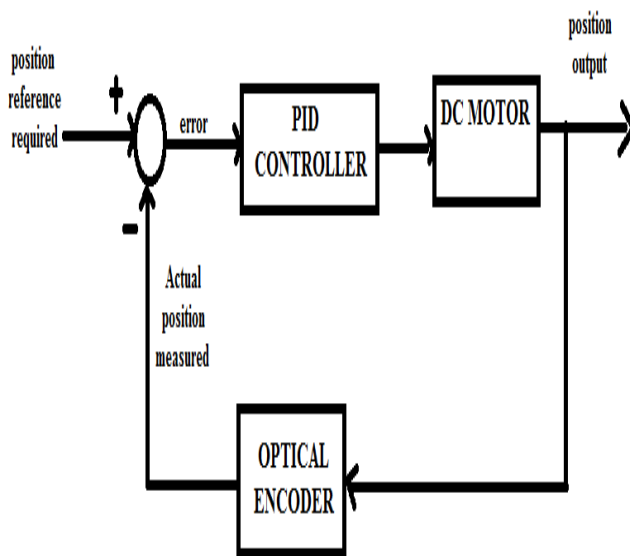 position
reference
required
+
error
PID
CONTROLLER
DC MOTOR
position
output
-
Actual
position
measured
OPTICAL
ENCODER